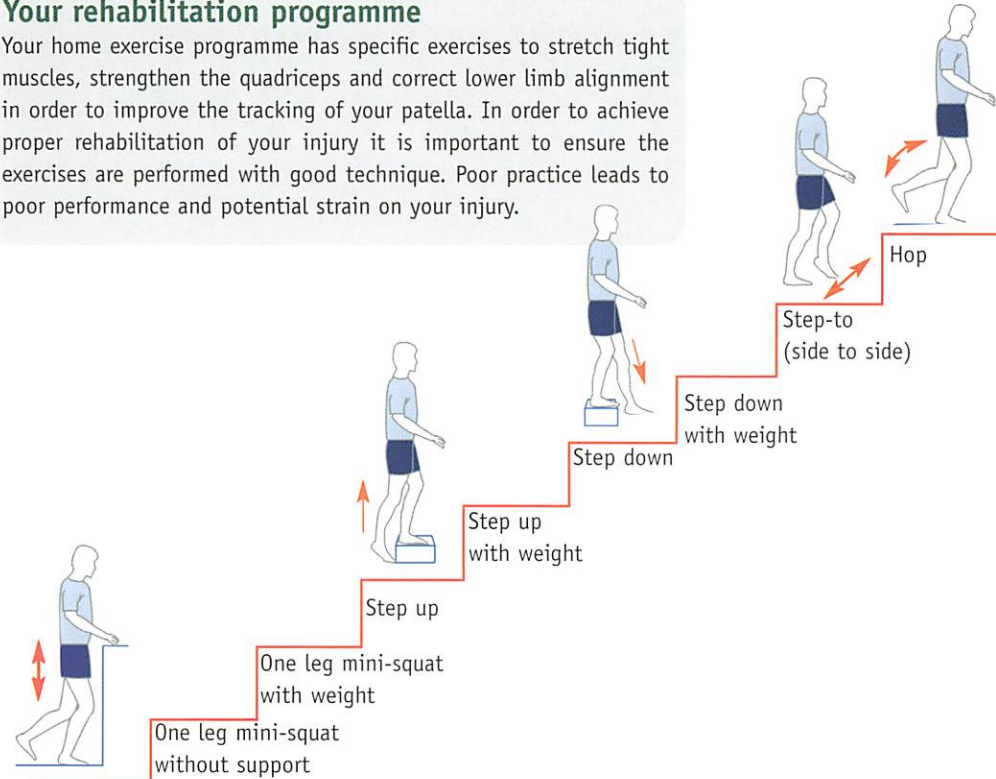 Your rehabilitation programme
Your home exercise programme has specific exercises to stretch tight
muscles, strengthen the quadriceps and correct lower limb alignment
in order to improve the tracking of your patella. In order to achieve
proper rehabilitation of your injury it is important to ensure the
exercises are performed with good technique. Poor practice leads to
poor performance and potential strain on your injury.
Hop
Step-to
(side to side)
Step down
with weight
Step down
Step up
with weight
Step up
One leg mini-squat
with weight
One leg mini-squat
without support